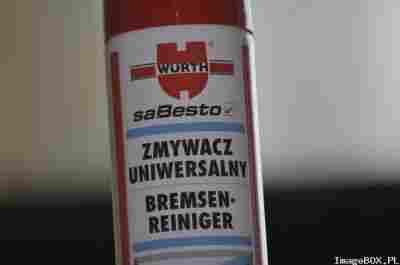 WÜRTH
saBesto
ZMYWACZ
UNIWERSALNY
BREMSEN-
REINIGER
ImageBOX.PL